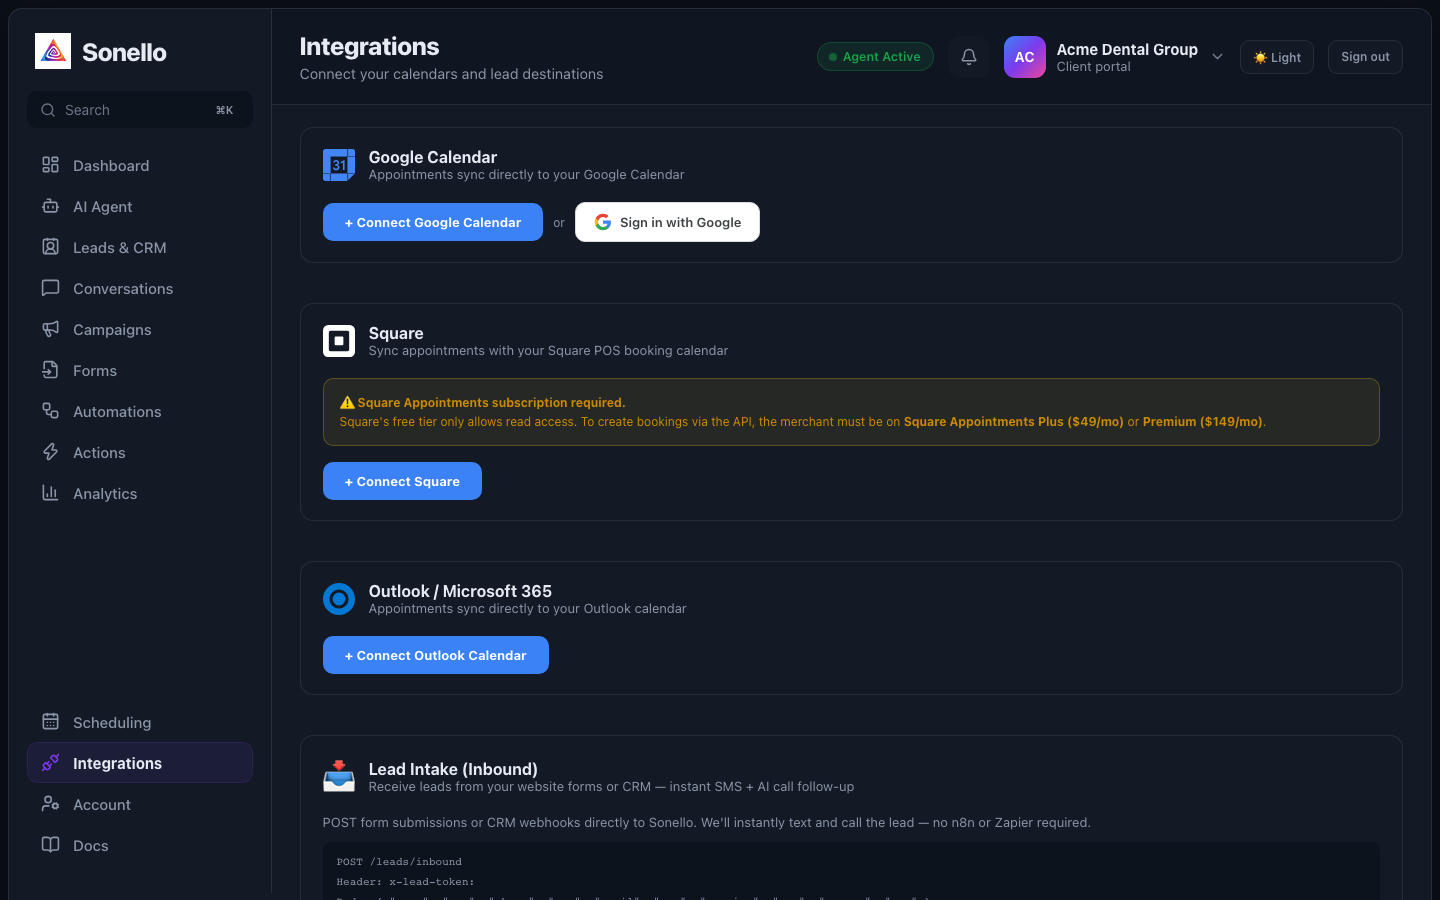 Sonello
Search ⌘K
Dashboard
AI Agent
Leads & CRM
Conversations
Campaigns
Forms
Automations
Actions
Analytics
Scheduling
Integrations
Account
Docs
Integrations
Connect your calendars and lead destinations
Agent Active
AC
Acme Dental Group
Client portal
Light
Sign out
31
Google Calendar
Appointments sync directly to your Google Calendar
+ Connect Google Calendar or Sign in with Google
Square
Sync appointments with your Square POS booking calendar
⚠️ Square Appointments subscription required.
Square's free tier only allows read access. To create bookings via the API, the merchant must be on Square Appointments Plus ($49/mo) or Premium ($149/mo).
+ Connect Square
Outlook / Microsoft 365
Appointments sync directly to your Outlook calendar
+ Connect Outlook Calendar
Lead Intake (Inbound)
Receive leads from your website forms or CRM — instant SMS + AI call follow-up
POST form submissions or CRM webhooks directly to Sonello. We'll instantly text and call the lead — no n8n or Zapier required.
POST /leads/inbound
Header: x-lead-token: